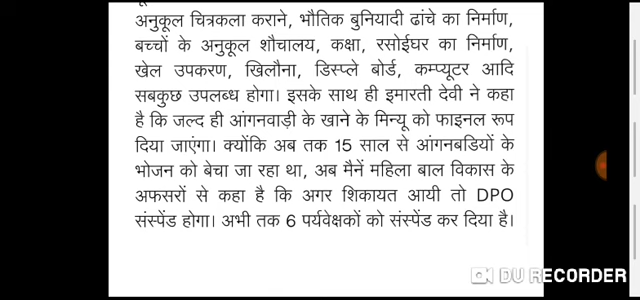 अनुकूल चित्रकला कराने, भौतिक बुनियादी ढांचे का निर्माण,
बच्चों के अनुकूल शौचालय, कक्षा, रसोईघर का निर्माण,
खेल उपकरण, खिलौना, डिस्प्ले बोर्ड, कम्प्यूटर आदि
सबकुछ उपलब्ध होगा। इसके साथ ही इमारती देवी ने कहा
है कि जल्द ही आंगनवाड़ी के खाने के मिन्यू को फाइनल रूप
दिया जाएंगा। क्योंकि अब तक 15 साल से आंगनबडियों के
भोजन को बेचा जा रहा था, अब मैनें महिला बाल विकास के
अफसरों से कहा है कि अगर शिकायत आयी तो DPO
संस्पेंड होगा। अभी तक 6 पर्यवेक्षकों को संस्पेंड कर दिया है।
DU RECORDER